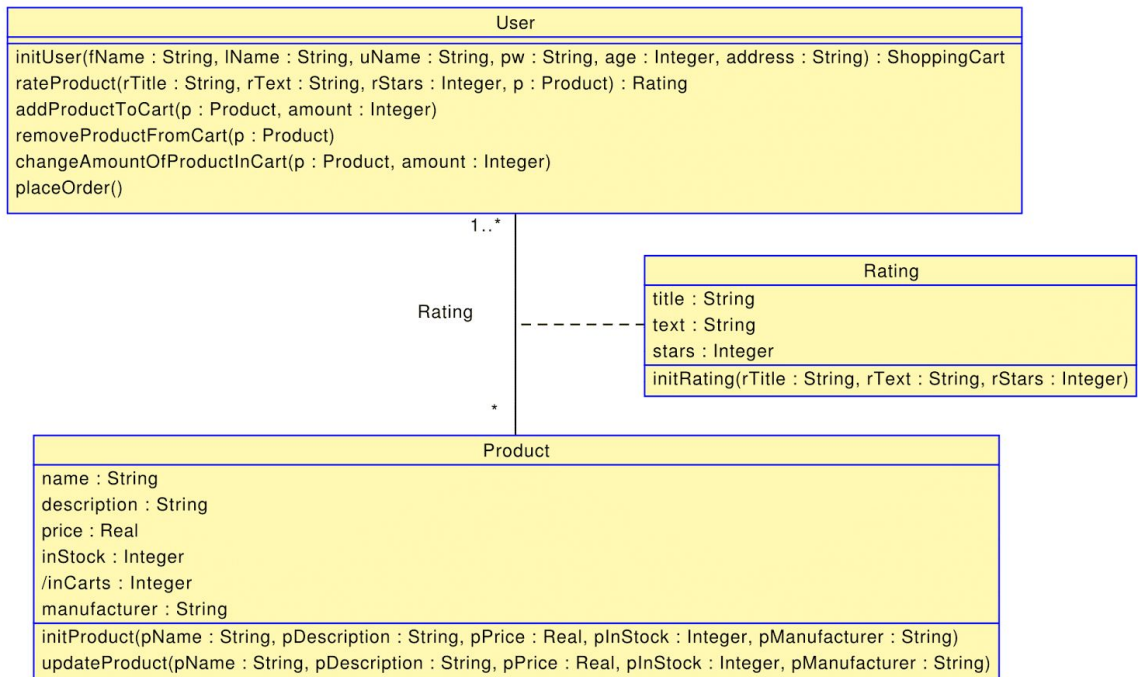 User
initUser(fName : String, lName : String, uName : String, pw : String, age : Integer, address : String) : ShoppingCart
rateProduct(rTitle : String, rText : String, rStars : Integer, p : Product) : Rating
addProductToCart(p : Product, amount : Integer)
removeProductFromCart(p : Product)
changeAmountOfProductInCart(p : Product, amount : Integer)
placeOrder()
1..*
Rating
Rating
title : String
text : String
stars : Integer
initRating(rTitle : String, rText : String, rStars : Integer)
*
Product
name : String
description : String
price : Real
inStock : Integer
/inCarts : Integer
manufacturer : String
initProduct(pName : String, pDescription : String, pPrice : Real, pInStock : Integer, pManufacturer : String)
updateProduct(pName : String, pDescription : String, pPrice : Real, pInStock : Integer, pManufacturer : String)